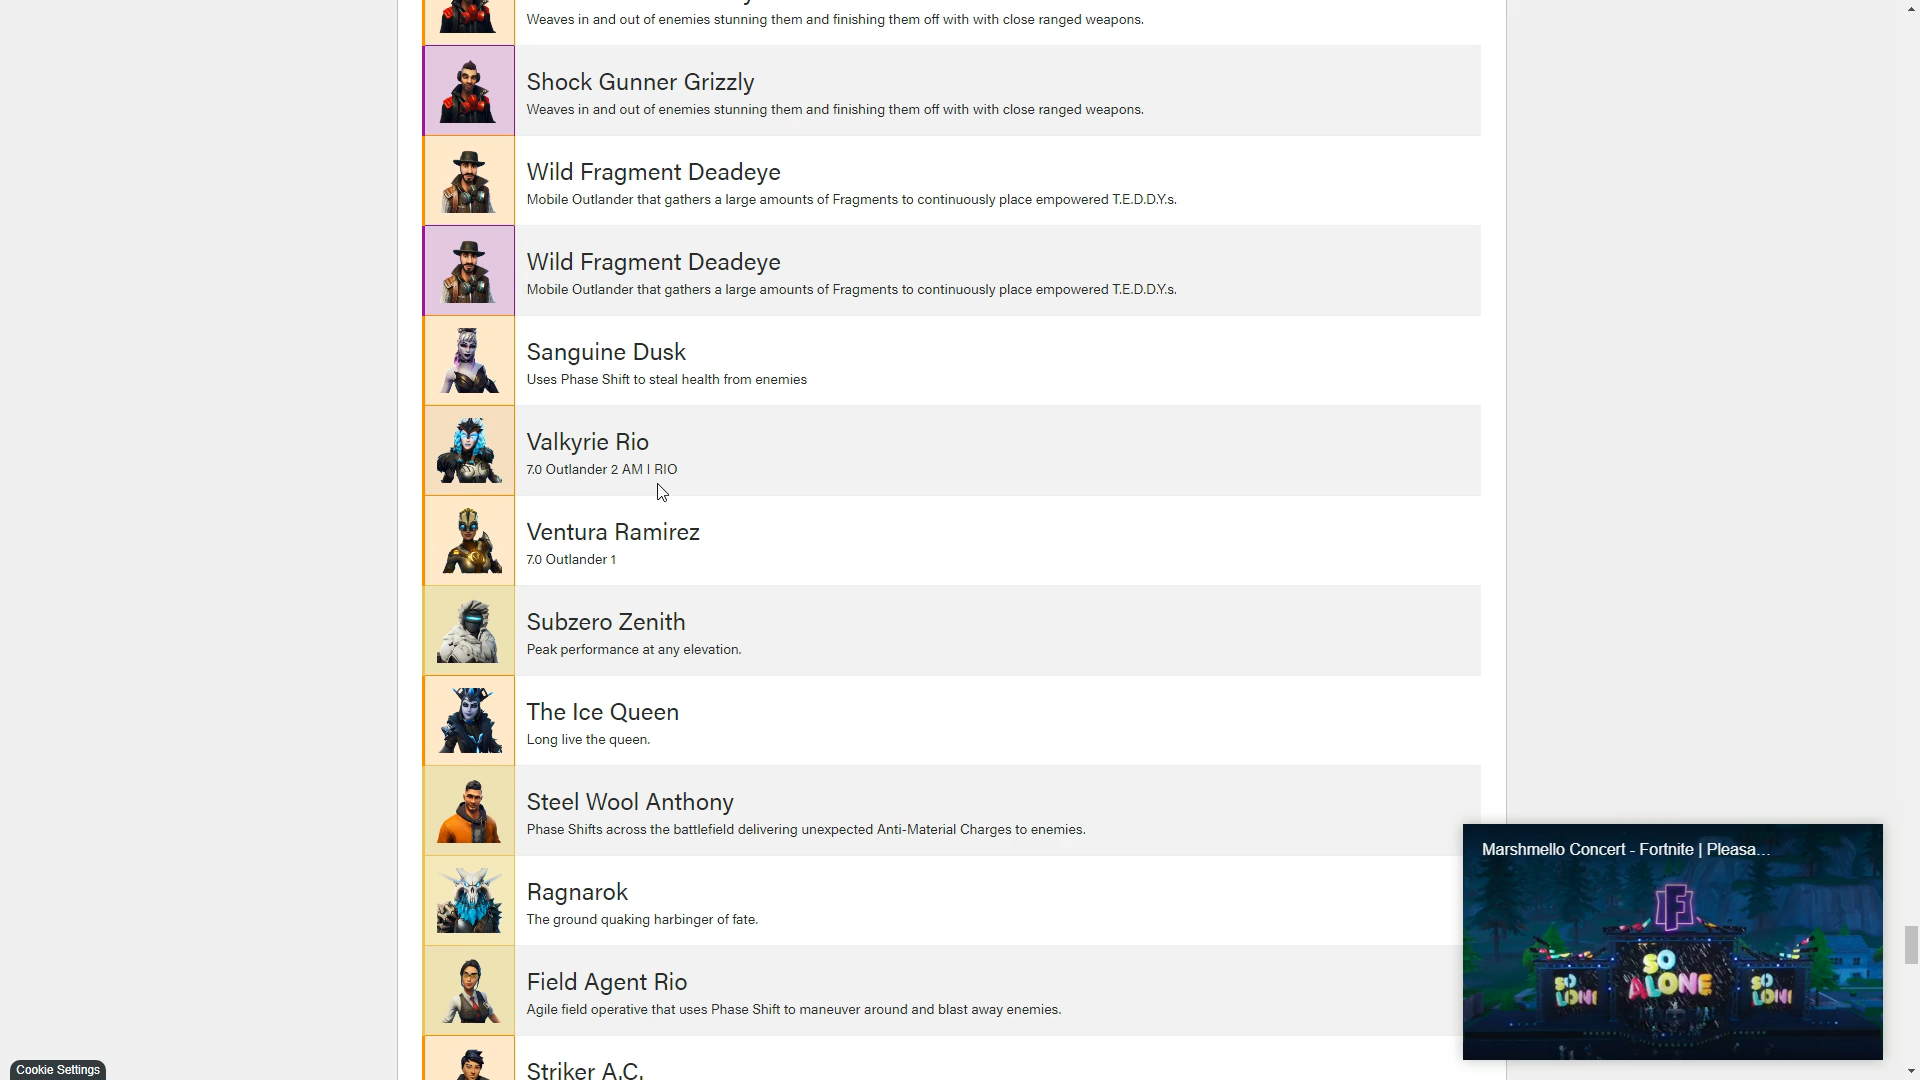 Weaves in and out of enemies stunning them and finishing them off with with close ranged weapons.
Shock Gunner Grizzly
Weaves in and out of enemies stunning them and finishing them off with with close ranged weapons.
Wild Fragment Deadeye
Mobile Outlander that gathers a large amounts of Fragments to continuously place empowered T.E.D.D.Y.s.
Wild Fragment Deadeye
Mobile Outlander that gathers a large amounts of Fragments to continuously place empowered T.E.D.D.Y.s.
Sanguine Dusk
Uses Phase Shift to steal health from enemies
Valkyrie Rio
7.0 Outlander 2 AM I RIO
Ventura Ramirez
7.0 Outlander 1
Subzero Zenith
Peak performance at any elevation.
The Ice Queen
Long live the queen.
Steel Wool Anthony
Phase Shifts across the battlefield delivering unexpected Anti-Material Charges to enemies.
Ragnarok
The ground quaking harbinger of fate.
Field Agent Rio
Agile field operative that uses Phase Shift to maneuver around and blast away enemies.
Striker A.C.
Marshmello Concert - Fortnite | Pleasa...
F
SO
ALONE
SO
LONE
SO
LONE
Cookie Settings